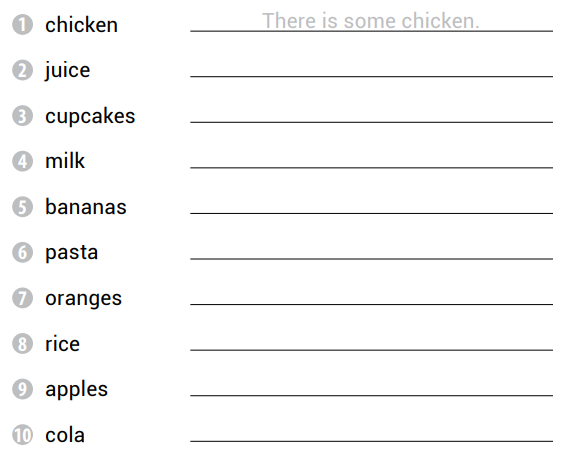 1 chicken There is some chicken.
2 juice
3 cupcakes
4 milk
5 bananas
6 pasta
7 oranges
8 rice
9 apples
10 cola